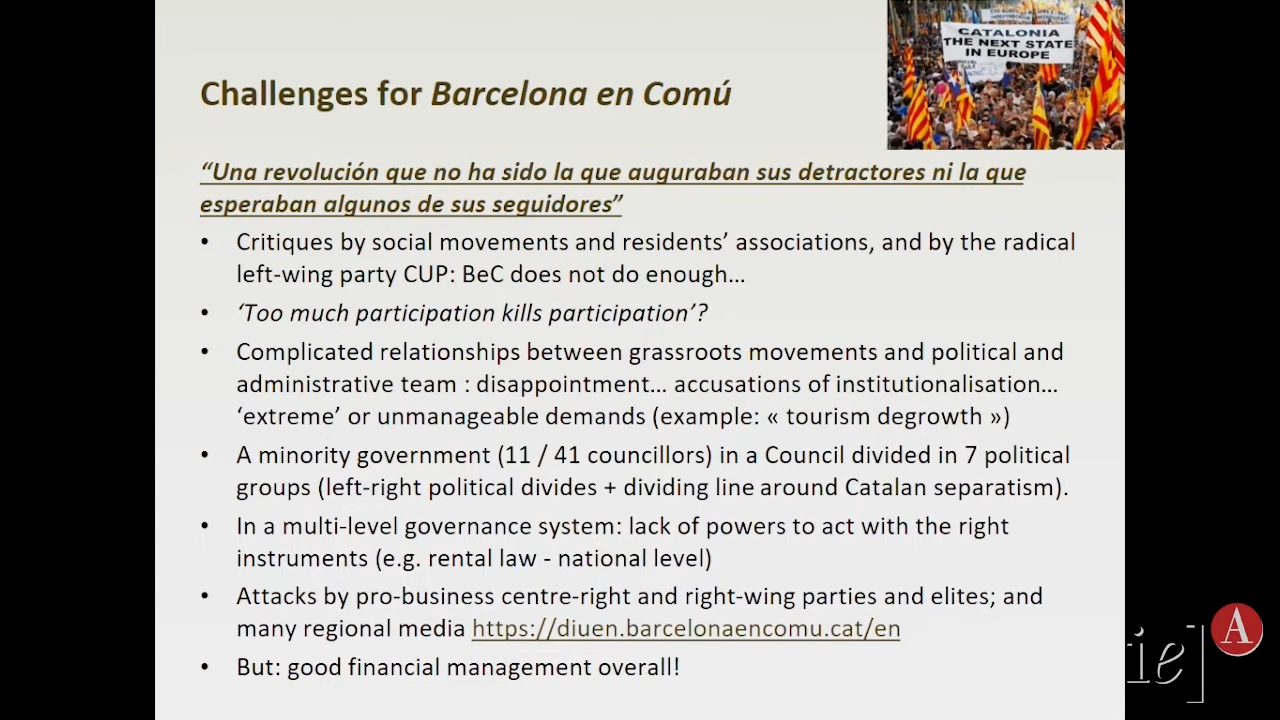 CATALONIA
THE NEXT STATE
IN EUROPE
Challenges for Barcelona en Comú
“Una revolución que no ha sido la que auguraban sus detractores ni la que
esperaban algunos de sus seguidores”
• Critiques by social movements and residents’ associations, and by the radical
left-wing party CUP: BeC does not do enough…
• ‘Too much participation kills participation’?
• Complicated relationships between grassroots movements and political and
administrative team : disappointment… accusations of institutionalisation…
‘extreme’ or unmanageable demands (example: « tourism degrowth »)
• A minority government (11 / 41 councillors) in a Council divided in 7 political
groups (left-right political divides + dividing line around Catalan separatism).
• In a multi-level governance system: lack of powers to act with the right
instruments (e.g. rental law - national level)
• Attacks by pro-business centre-right and right-wing parties and elites; and
many regional media https://diuen.barcelonaencomu.cat/en
• But: good financial management overall!
A
ie]